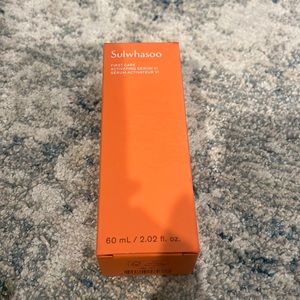 Sulwhasoo
FIRST CARE
ACTIVATING SERUM VI
SÉRUM ACTIVATEUR VI
60 mL / 2.02 fl. oz.